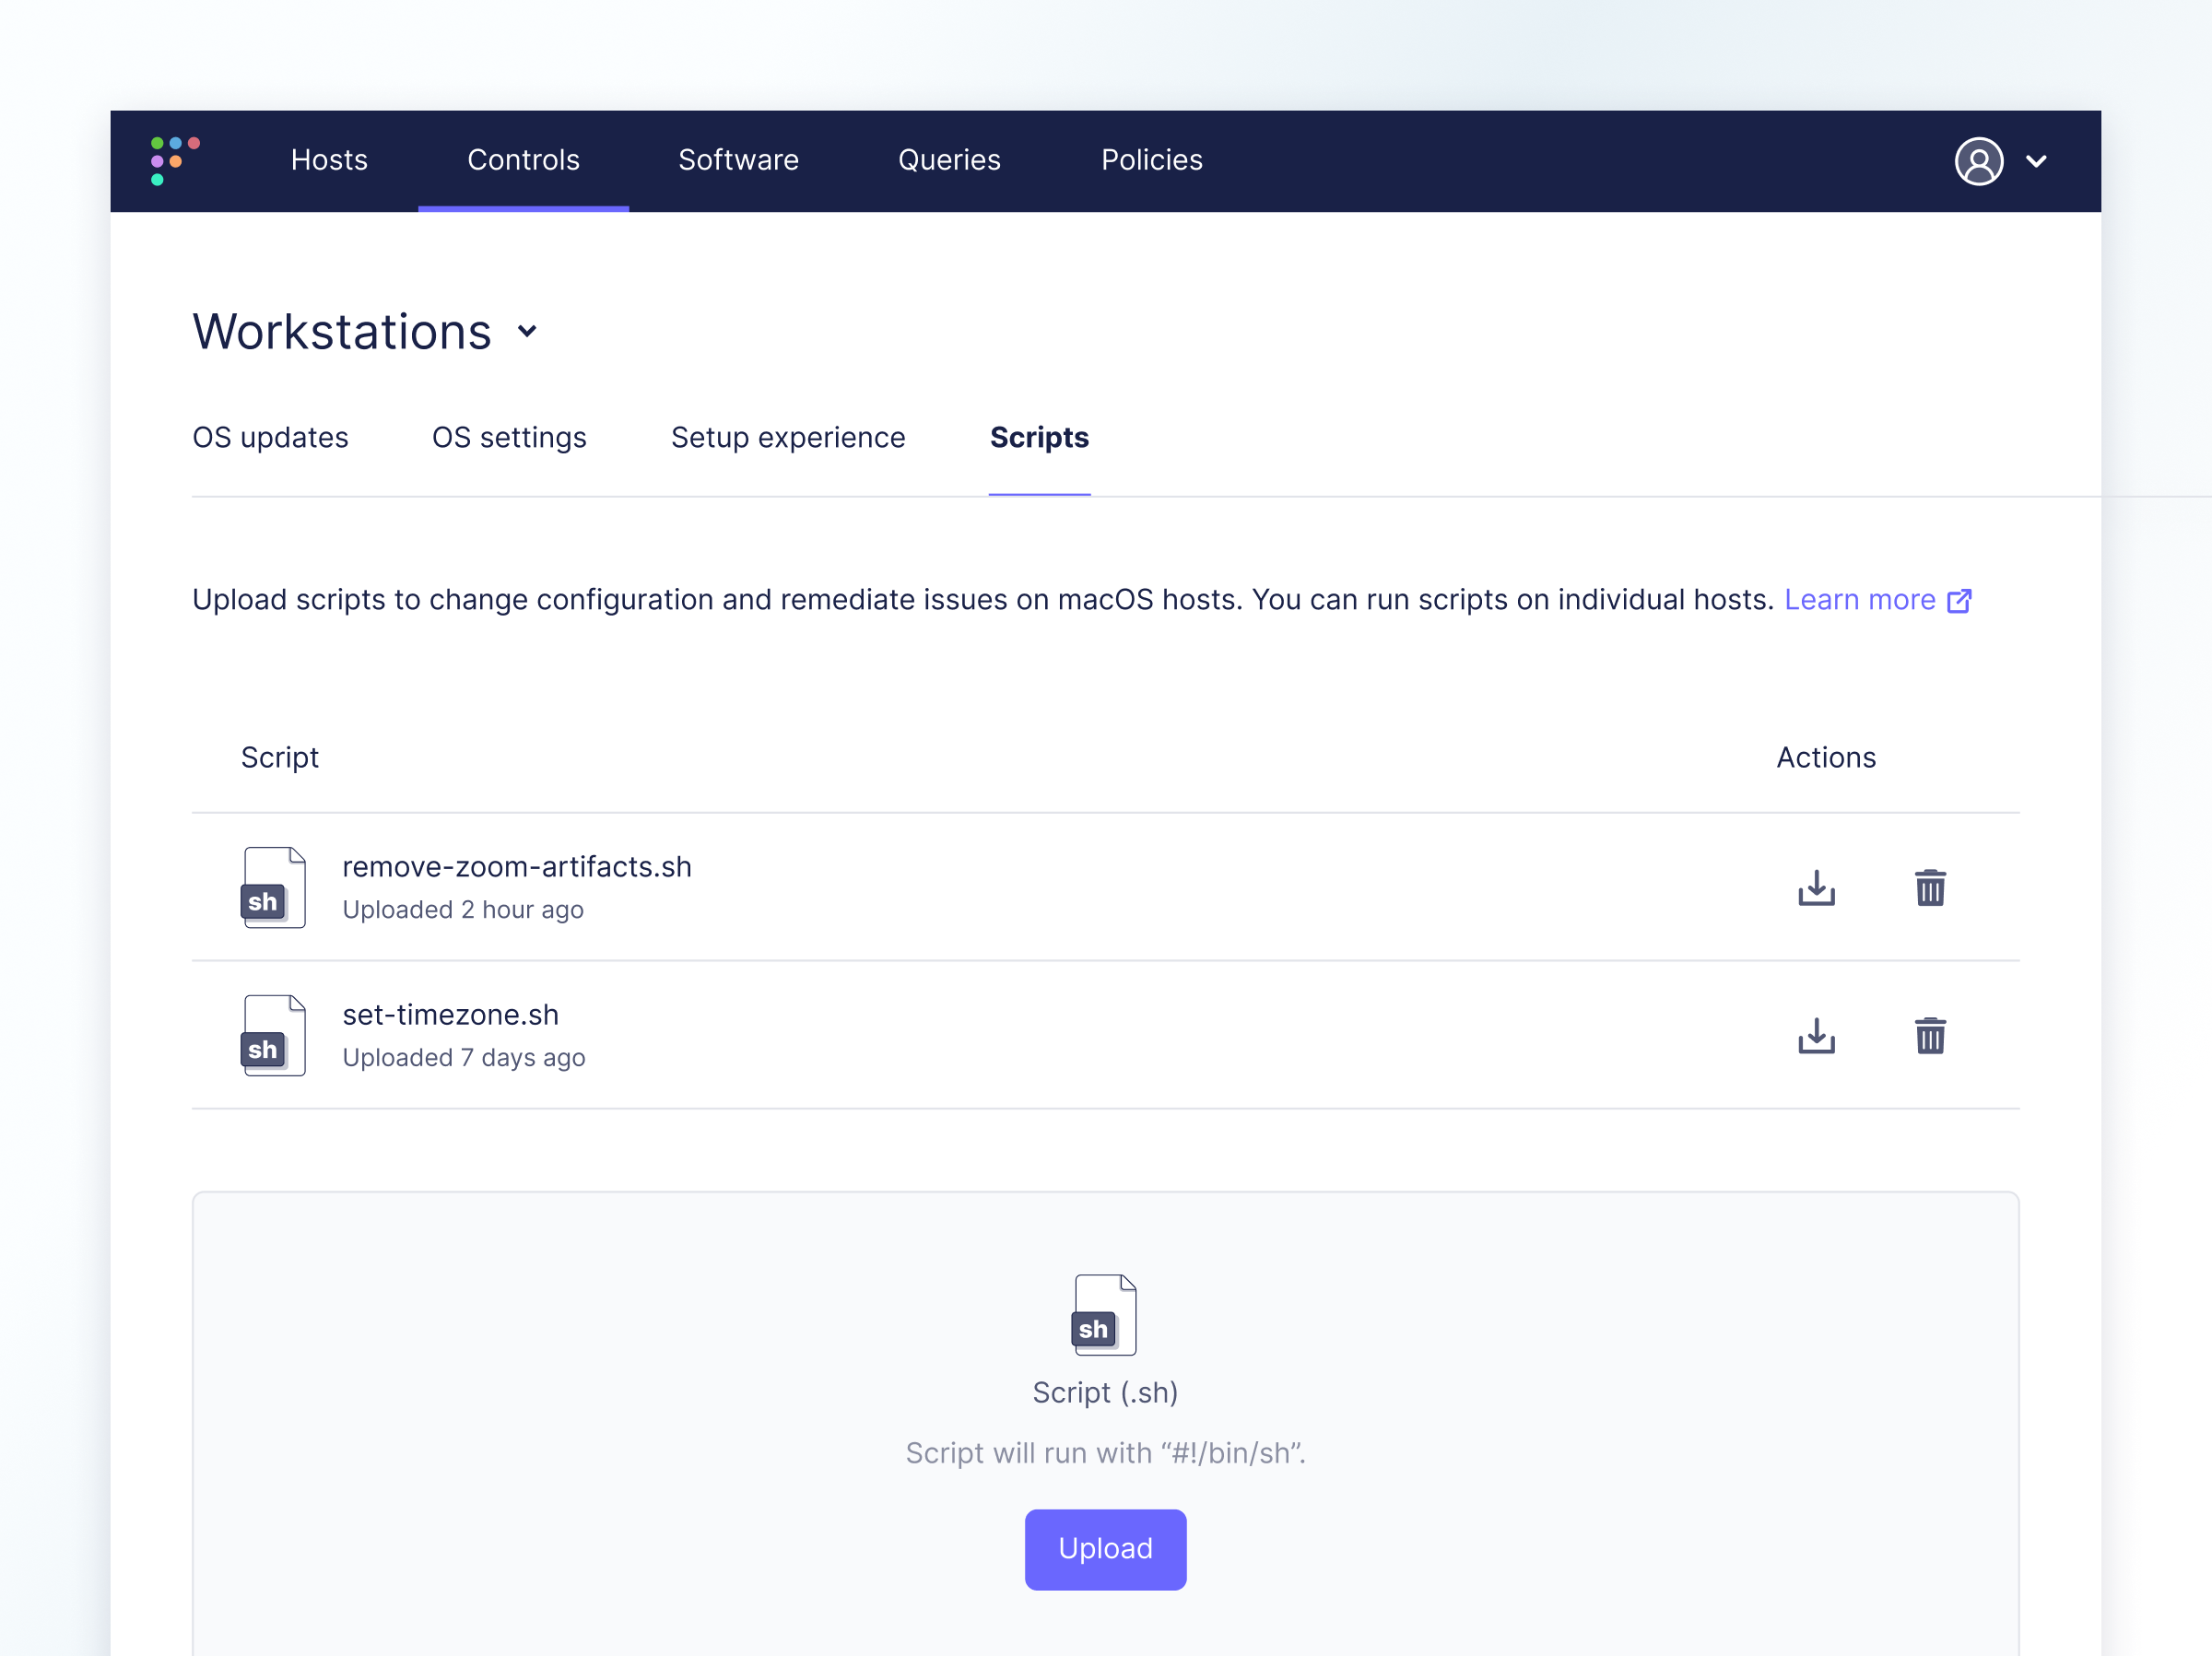 Hosts Controls Software Queries Policies
Workstations
OS updates OS settings Setup experience Scripts
Upload scripts to change configuration and remediate issues on macOS hosts. You can run scripts on individual hosts. Learn more
Script Actions
sh
remove-zoom-artifacts.sh
Uploaded 2 hour ago
sh
set-timezone.sh
Uploaded 7 days ago
sh
Script (.sh)
Script will run with “#!/bin/sh”.
Upload